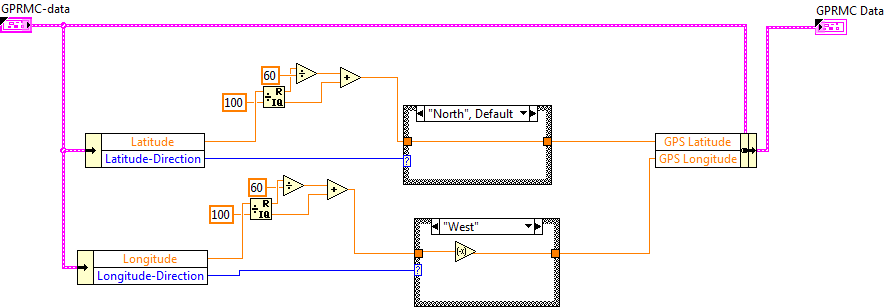 GPRMC-data
GPRMC Data
60
R
÷
+
÷
IQ
100
"North", Default
Latitude
Latitude-Direction
?
GPS Latitude
GPS Longitude
60
R
÷
+
÷
IQ
100
"West"
(-x)
Longitude
Longitude-Direction
?